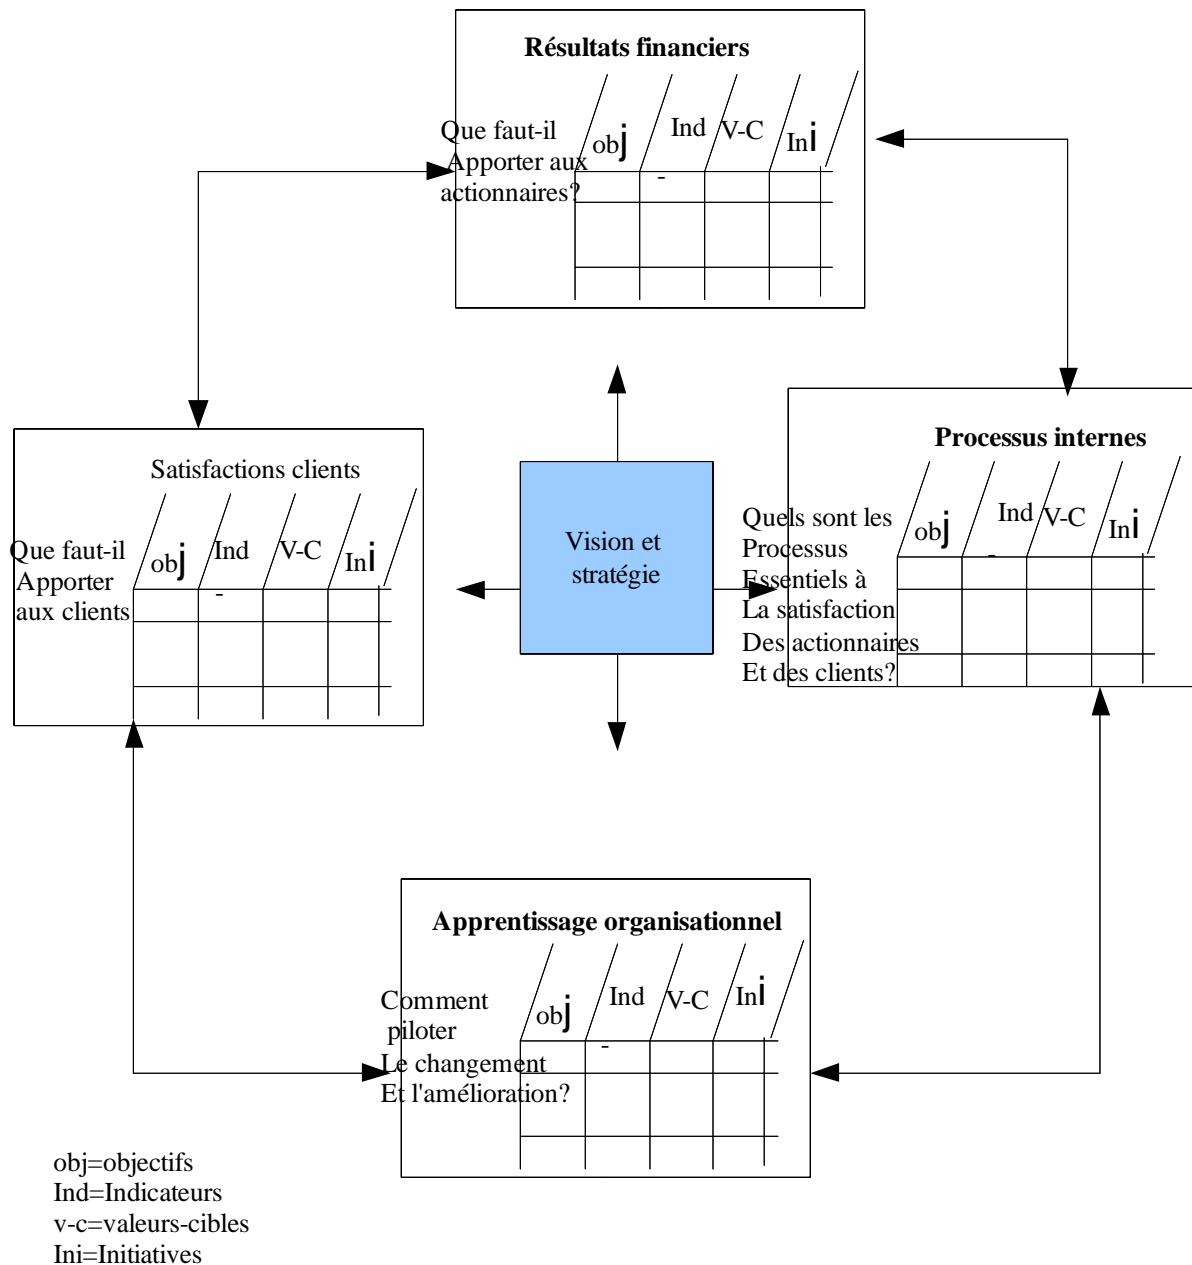 Résultats financiers
Que faut-il
Apporter aux
actionnaires?
obj
Ind
V-C
Ini
-
Satisfactions clients
Que faut-il
Apporter
aux clients
obj
Ind
V-C
Ini
-
Vision et
stratégie
Processus internes
Quels sont les
Processus
Essentiels à
La satisfaction
Des actionnaires
Et des clients?
obj
Ind
V-C
Ini
-
Apprentissage organisationnel
Comment
piloter
Le changement
Et l'amélioration?
obj
Ind
V-C
Ini
-
obj=objectifs
Ind=Indicateurs
v-c=valeurs-cibles
Ini=Initiatives